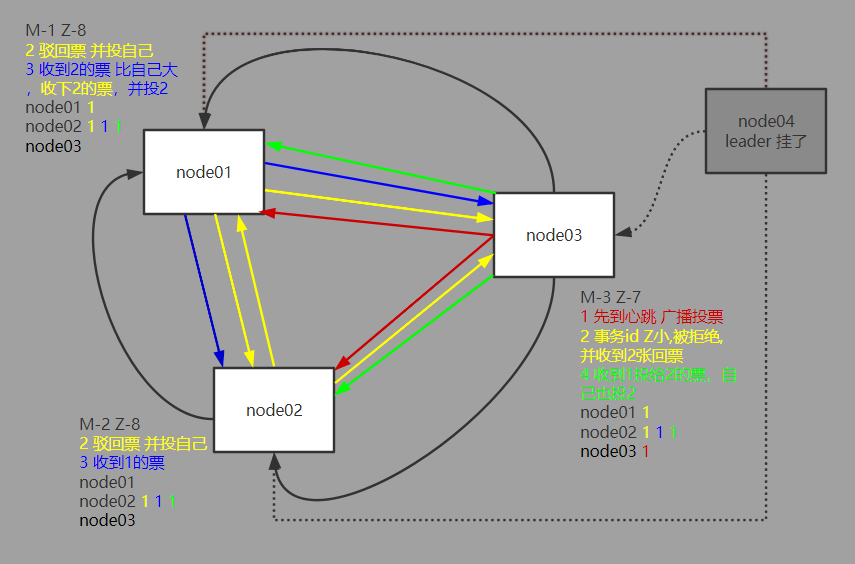 M-1 Z-8
2 驳回票 并投自己
3 收到2的票 比自己大
，收下2的票，并投2
node01 1
node02 1 1 1
node03
node01
node04
leader 挂了
node03
M-3 Z-7
1 先到心跳 广播投票
2 事务id Z小,被拒绝,
并收到2张回票
4 收到1投给2的票，自
己也投2
node01 1
node02 1 1 1
node03 1
node02
M-2 Z-8
2 驳回票 并投自己
3 收到1的票
node01
node02 1 1 1
node03